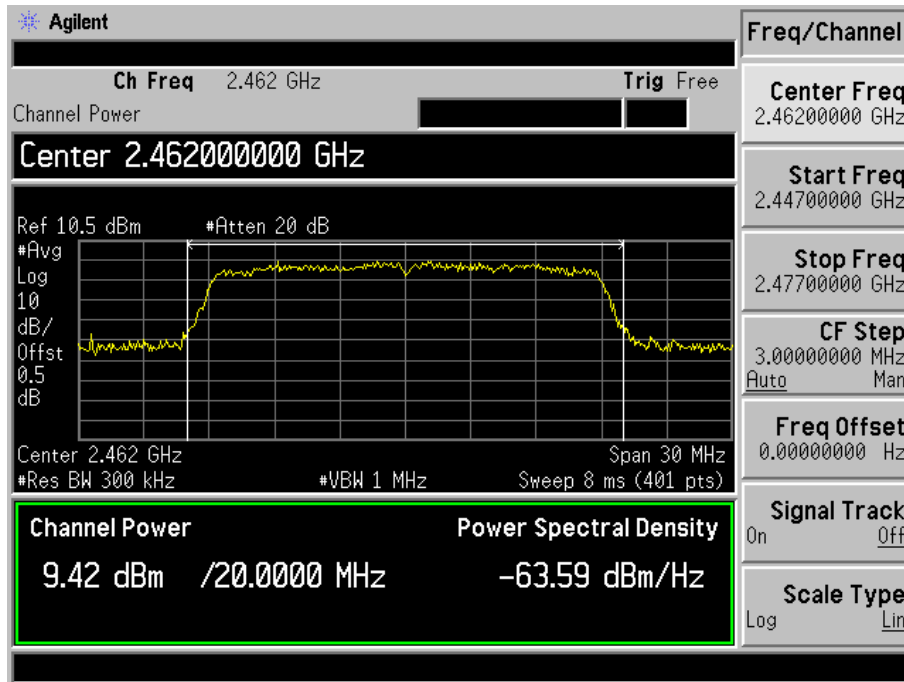 Agilent
Freq/Channel
Ch Freq 2.462 GHz Trig Free
Channel Power
Center 2.462000000 GHz
Ref 10.5 dBm #Atten 20 dB
#Avg
Log
10
dB/
Offst
0.5
dB
Center 2.462 GHz Span 30 MHz
#Res BW 300 kHz #VBW 1 MHz Sweep 8 ms (401 pts)
Channel Power Power Spectral Density
9.42 dBm /20.0000 MHz -63.59 dBm/Hz
Center Freq
2.46200000 GHz
Start Freq
2.44700000 GHz
Stop Freq
2.47700000 GHz
CF Step
3.00000000 MHz
Auto Man
Freq Offset
0.00000000 Hz
Signal Track
On Off
Scale Type
Log Lin